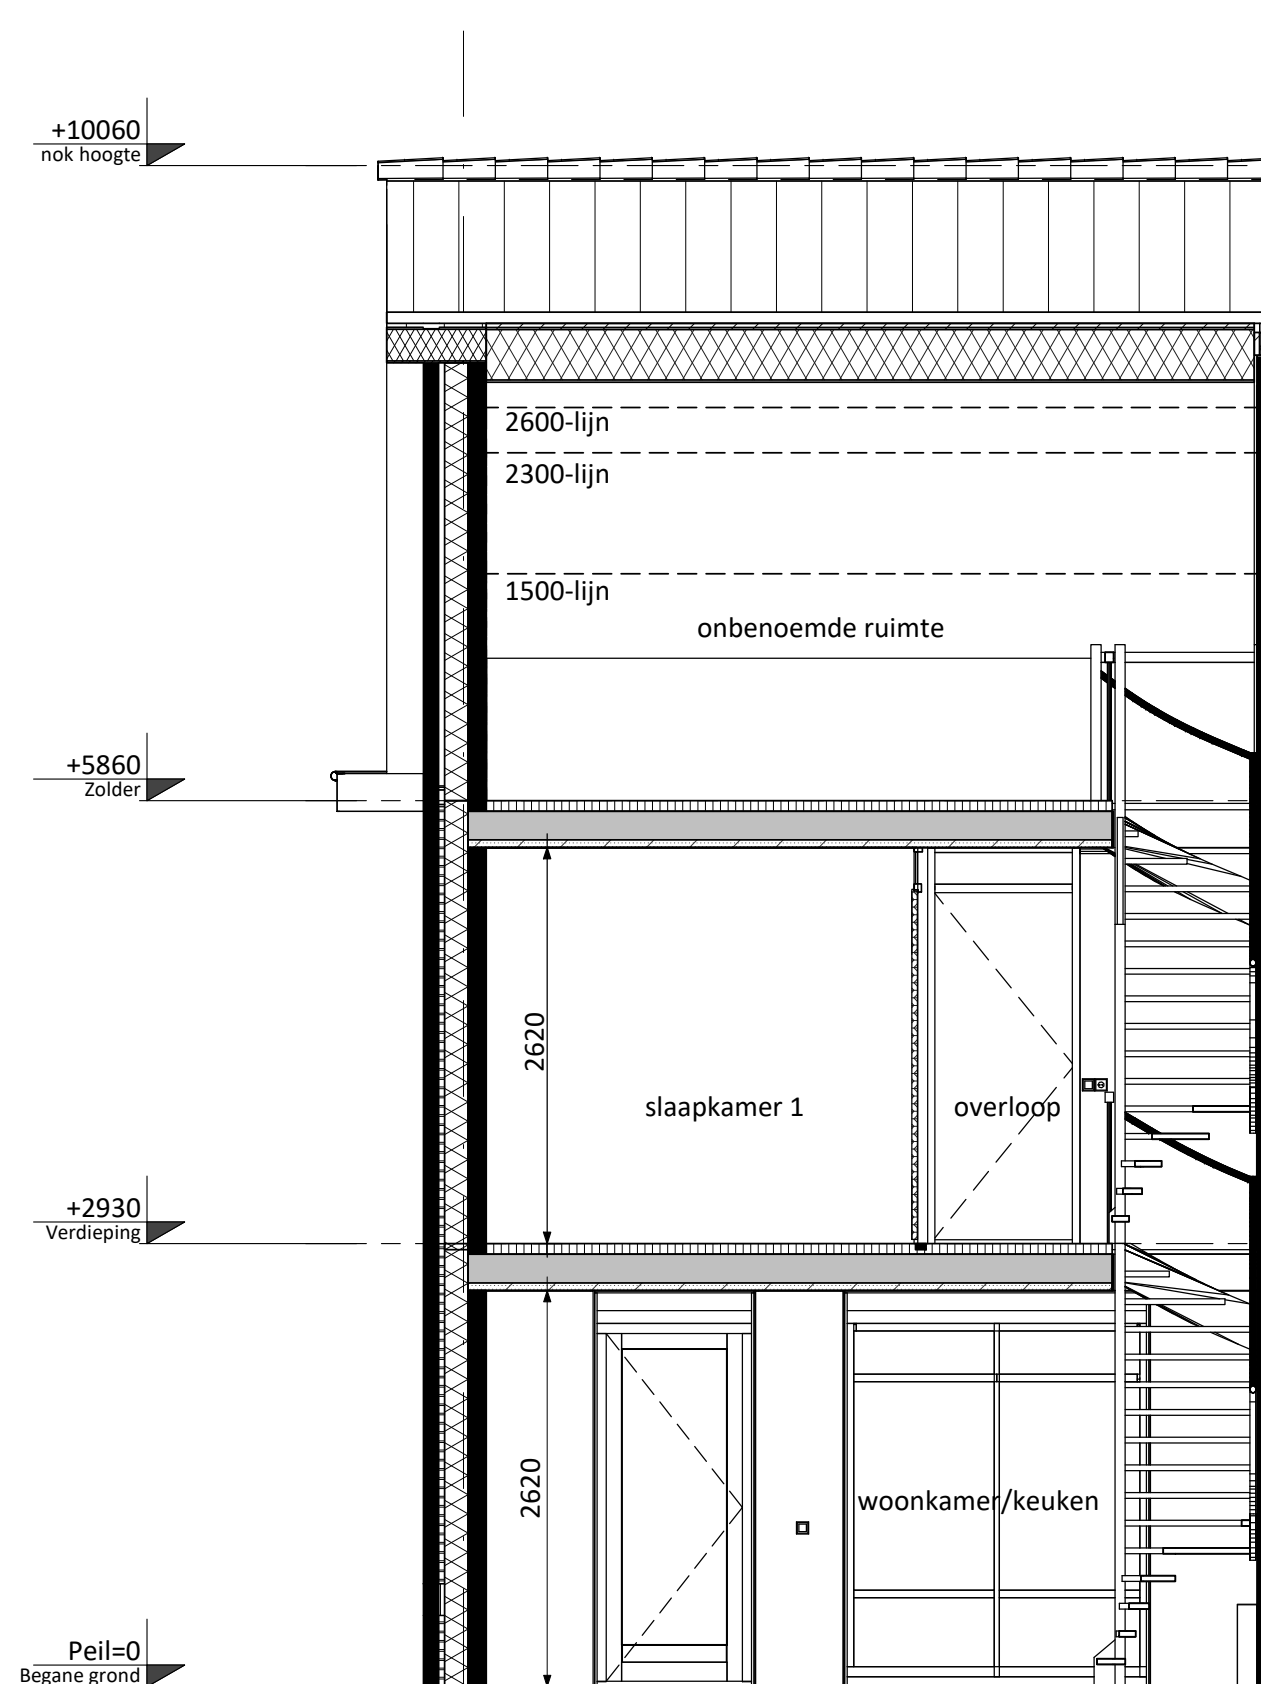 +10060
nok hoogte
2600-lijn
2300-lijn
1500-lijn
onbenoemde ruimte
+5860
Zolder
2620
slaapkamer 1
overloop
+2930
Verdieping
2620
woonkamer/keuken
Peil=0
Begane grond